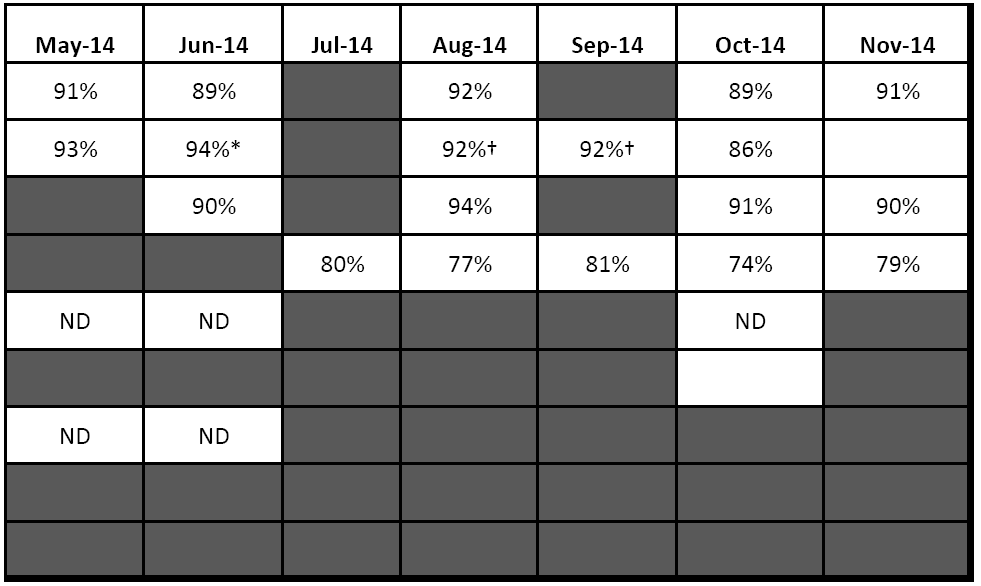 May-14 Jun-14 Jul-14 Aug-14 Sep-14 Oct-14 Nov-14
91% 89% 92% 89% 91%
93% 94%* 92%† 92%† 86%
90% 94% 91% 90%
80% 77% 81% 74% 79%
ND ND ND
ND ND